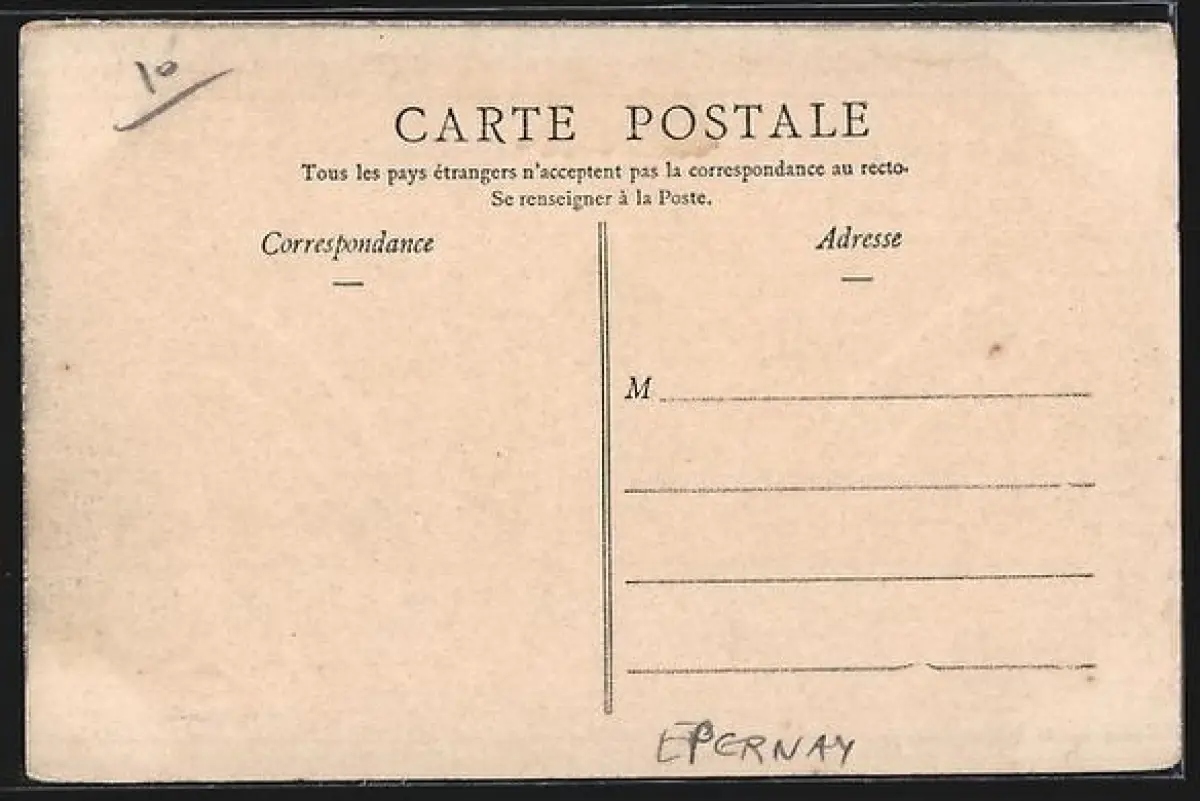 10
CARTE POSTALE
Tous les pays étrangers n'acceptent pas la correspondance au recto.
Se renseigner à la Poste.
Correspondance
Adresse
M
EPERNAY